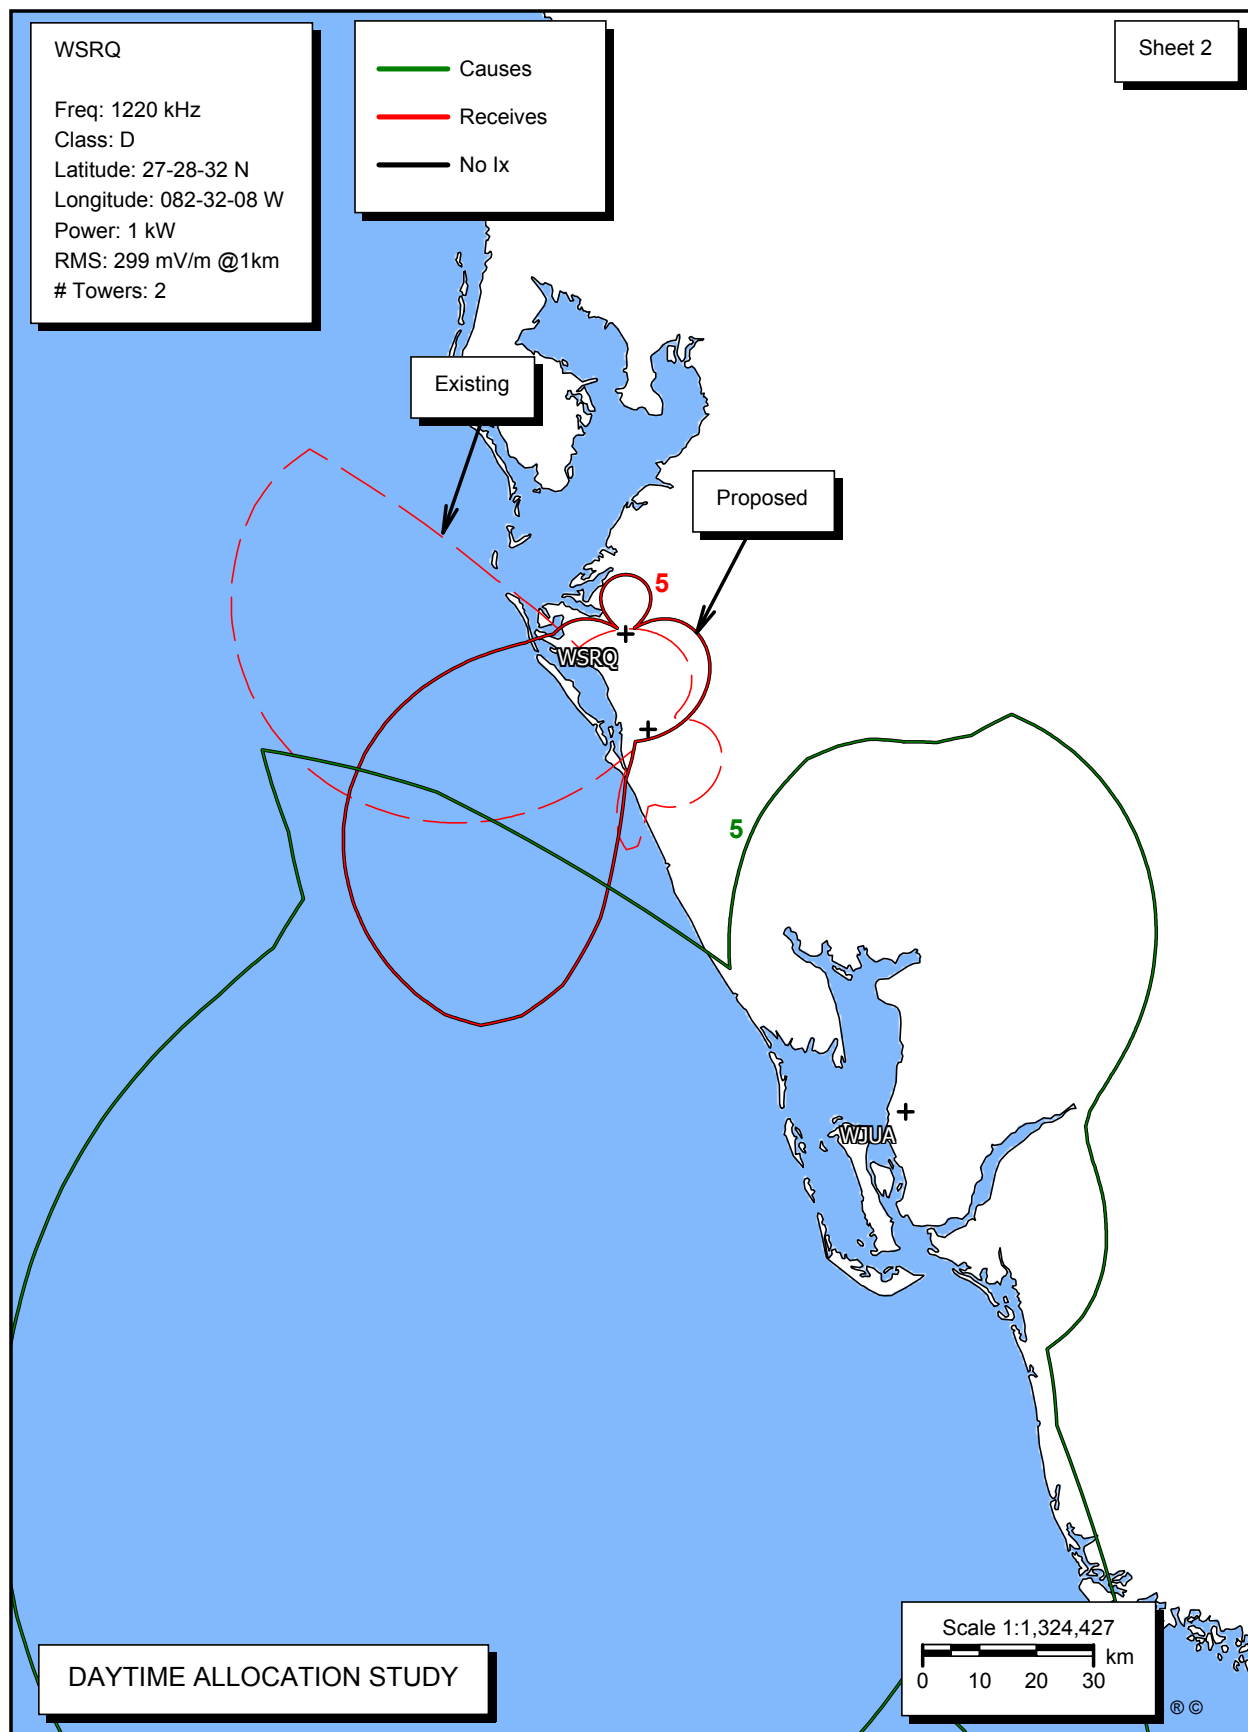 WSRQ
Freq: 1220 kHz
Class: D
Latitude: 27-28-32 N
Longitude: 082-32-08 W
Power: 1 kW
RMS: 299 mV/m @1km
# Towers: 2
Causes
Receives
No Ix
Sheet 2
Existing
Proposed
5
WSRQ
5
WJUA
DAYTIME ALLOCATION STUDY
Scale 1:1,324,427
km
0 10 20 30
®©